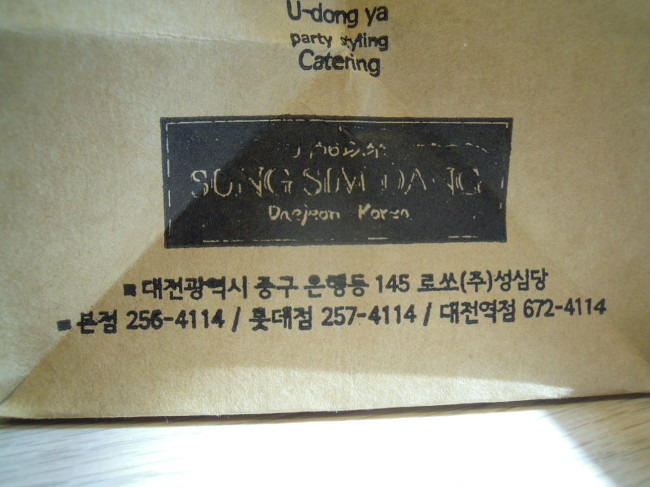 U-dong ya
party styling
Catering
SUNG SIM DANG
Daejeon Korea
■ 대전광역시 중구 은행동 145 로쏘(주)성심당
■ 본점 256-4114 / 롯데점 257-4114 / 대전역점 672-4114